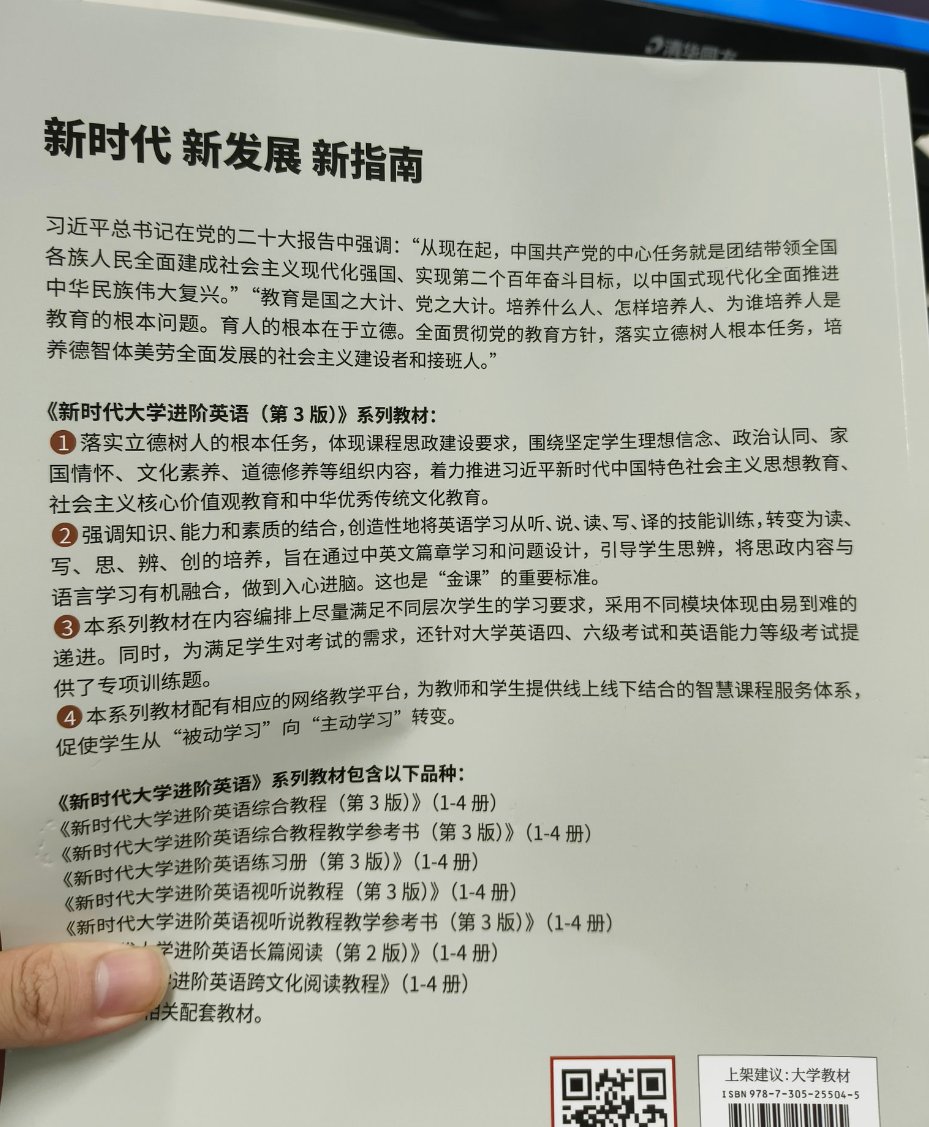 清华同方
新时代 新发展 新指南
习近平总书记在党的二十大报告中强调：“从现在起，中国共产党的中心任务就是团结带领全国
各族人民全面建成社会主义现代化强国、实现第二个百年奋斗目标，以中国式现代化全面推进
中华民族伟大复兴。”“教育是国之大计、党之大计。培养什么人、怎样培养人、为谁培养人是
教育的根本问题。育人的根本在于立德。全面贯彻党的教育方针，落实立德树人根本任务，培
养德智体美劳全面发展的社会主义建设者和接班人。”
《新时代大学进阶英语（第 3 版）》系列教材：
1 落实立德树人的根本任务，体现课程思政建设要求，围绕坚定学生理想信念、政治认同、家
国情怀、文化素养、道德修养等组织内容，着力推进习近平新时代中国特色社会主义思想教育、
社会主义核心价值观教育和中华优秀传统文化教育。
2 强调知识、能力和素质的结合，创造性地将英语学习从听、说、读、写、译的技能训练，转变为读、
写、思、辨、创的培养，旨在通过中英文篇章学习和问题设计，引导学生思辨，将思政内容与
语言学习有机融合，做到入心进脑。这也是“金课”的重要标准。
3 本系列教材在内容编排上尽量满足不同层次学生的学习要求，采用不同模块体现由易到难的
递进。同时，为满足学生对考试的需求，还针对大学英语四、六级考试和英语能力等级考试提
供了专项训练题。
4 本系列教材配有相应的网络教学平台，为教师和学生提供线上线下结合的智慧课程服务体系，
促使学生从“被动学习”向“主动学习”转变。
《新时代大学进阶英语》系列教材包含以下品种：
《新时代大学进阶英语综合教程（第 3 版）》（1-4 册）
《新时代大学进阶英语综合教程教学参考书（第 3 版）》（1-4 册）
《新时代大学进阶英语练习册（第 3 版）》（1-4 册）
《新时代大学进阶英语视听说教程（第 3 版）》（1-4 册）
《新时代大学进阶英语视听说教程教学参考书（第 3 版）》（1-4 册）
大学进阶英语长篇阅读（第 2 版）》（1-4 册）
进阶英语跨文化阅读教程》（1-4 册）
相关配套教材。
上架建议：大学教材
ISBN 978-7-305-25504-5